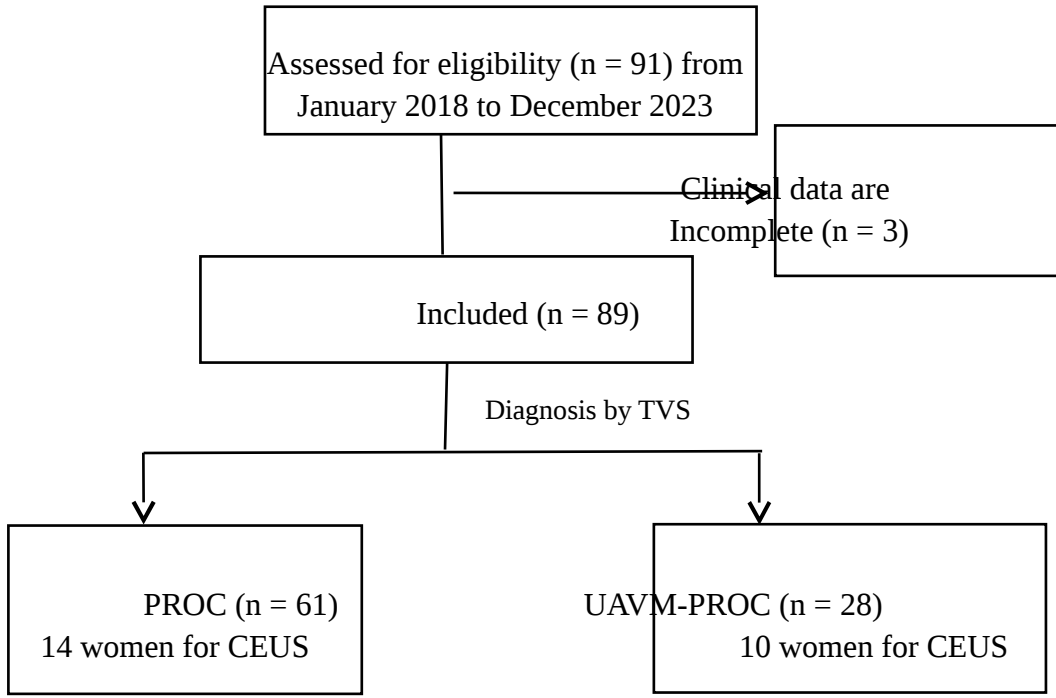 Assessed for eligibility (n = 91) from
January 2018 to December 2023
Clinical data are
Incomplete (n = 3)
Included (n = 89)
Diagnosis by TVS
PROC (n = 61)
14 women for CEUS
UAVM-PROC (n = 28)
10 women for CEUS